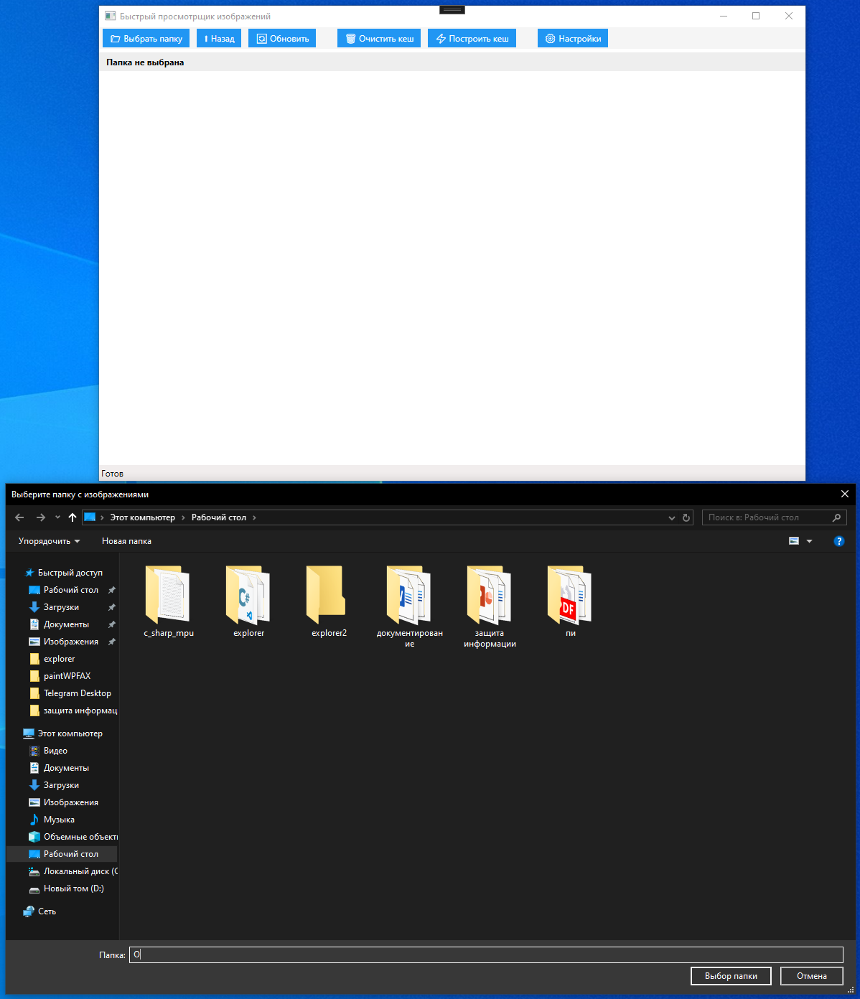 Быстрый просмотрщик изображений
Выбрать папку Назад Обновить Очистить кеш Построить кеш Настройки
Папка не выбрана
Готов
Выберите папку с изображениями
Этот компьютер Рабочий стол
Поиск в: Рабочий стол
Упорядочить Новая папка
Быстрый доступ
Рабочий стол
Загрузки
Документы
Изображения
explorer
paintWPFAX
Telegram Desktop
защита информац
Этот компьютер
Видео
Документы
Загрузки
Изображения
Музыка
Объемные объект
Рабочий стол
Локальный диск (C
Новый том (D:)
Сеть
c_sharp_mpu
explorer
explorer2
документирован
ие
защита
информации
пи
Папка: O
Выбор папки Отмена